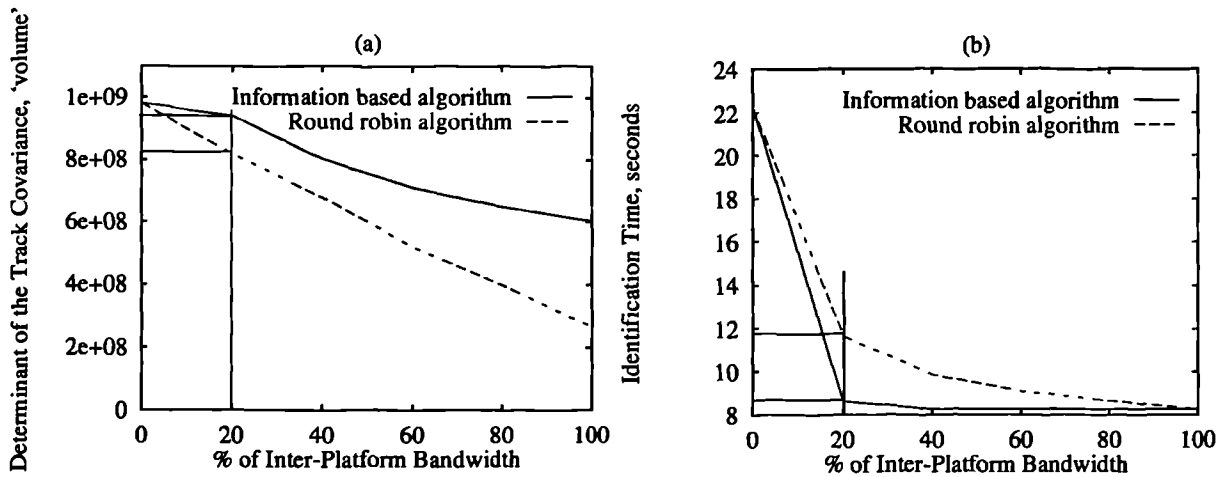 (a)
Determinant of the Track Covariance, ‘volume’
1e+09
8e+08
6e+08
4e+08
2e+08
0
Information based algorithm
Round robin algorithm
0 20 40 60 80 100
% of Inter-Platform Bandwidth
(b)
Identification Time, seconds
24
22
20
18
16
14
12
10
8
Information based algorithm
Round robin algorithm
0 20 40 60 80 100
% of Inter-Platform Bandwidth